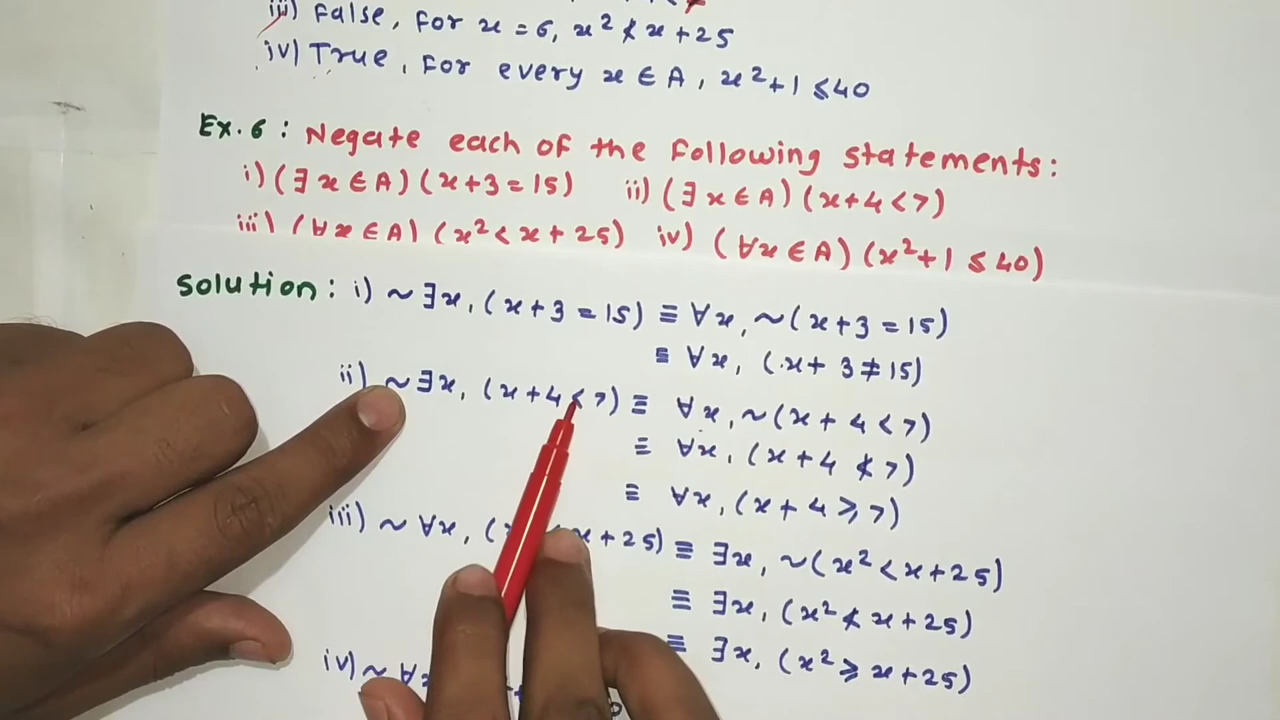 iii) False, For x = 6, x² ≮ x + 25
iv) True, For every x ∈ A, x² + 1 ≤ 40
Ex. 6 : Negate each of the following statements:
i) (∃ x ∈ A) (x + 3 = 15) ii) (∃ x ∈ A) (x + 4 < 7)
iii) (∀x ∈ A) (x² < x + 25) iv) (∀x ∈ A) (x² + 1 ≤ 40)
Solution : i) ~ ∃x, (x + 3 = 15) ≡ ∀x, ~(x + 3 = 15)
≡ ∀x, (x + 3 ≠ 15)
ii) ~ ∃x, (x + 4 < 7) ≡ ∀x, ~(x + 4 < 7)
≡ ∀x, (x + 4 ≮ 7)
≡ ∀x, (x + 4 ⩾ 7)
iii) ~ ∀x, ( x + 25) ≡ ∃x, ~(x² < x + 25)
≡ ∃x, (x² ≮ x + 25)
≡ ∃x, (x² ⩾ x + 25)
iv) ~ ∀x